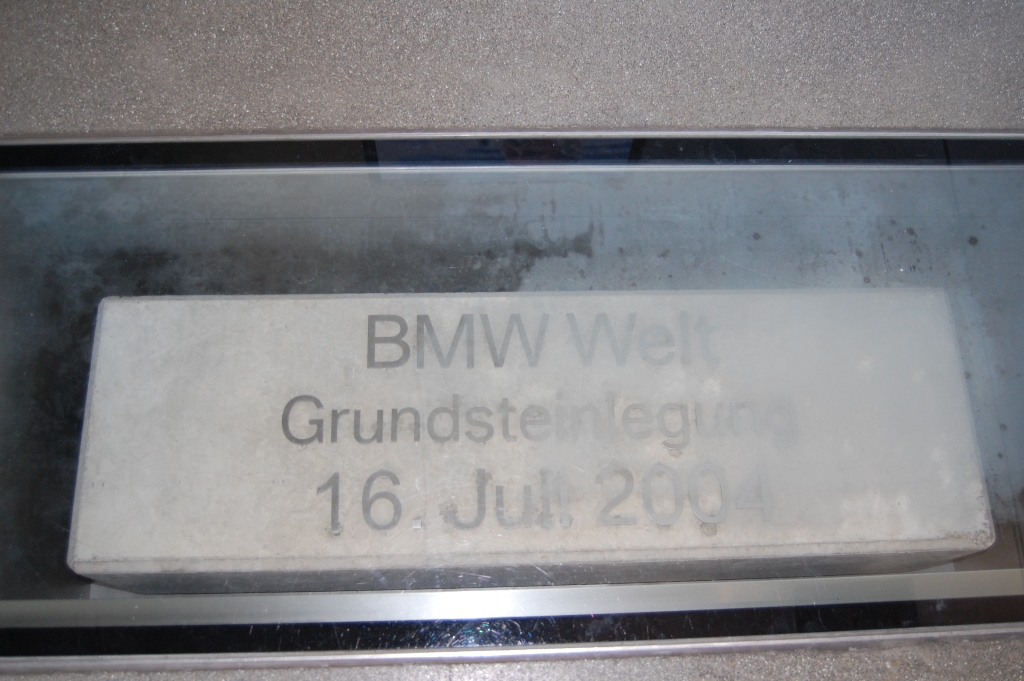 BMW Welt
Grundsteinlegung
16. Juli 2004